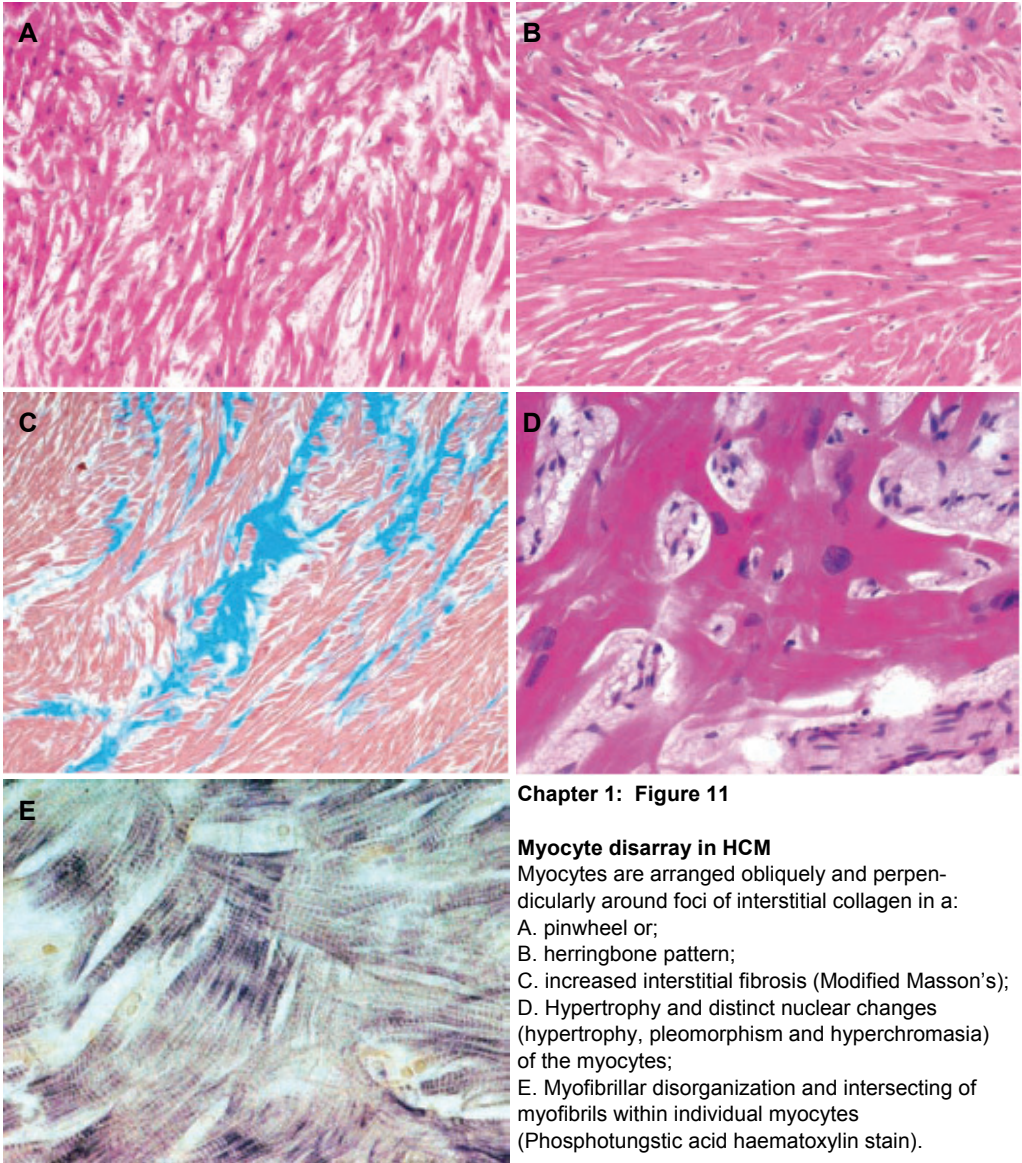 A
B
C
D
E
Chapter 1: Figure 11
Myocyte disarray in HCM
Myocytes are arranged obliquely and perpen-
dicularly around foci of interstitial collagen in a:
A. pinwheel or;
B. herringbone pattern;
C. increased interstitial fibrosis (Modified Masson's);
D. Hypertrophy and distinct nuclear changes
(hypertrophy, pleomorphism and hyperchromasia)
of the myocytes;
E. Myofibrillar disorganization and intersecting of
myofibrils within individual myocytes
(Phosphotungstic acid haematoxylin stain).